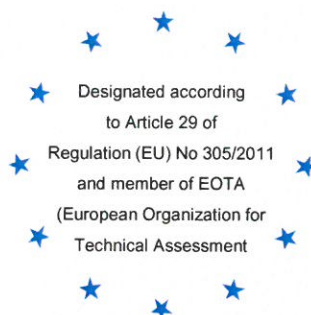 Designated according
to Article 29 of
Regulation (EU) No 305/2011
and member of EOTA
(European Organization for
Technical Assessment